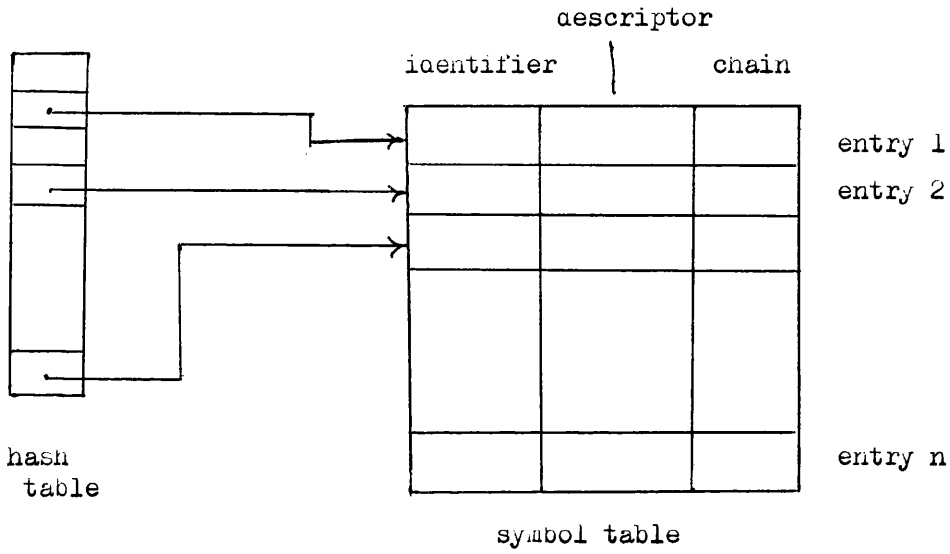 descriptor
identifier chain
entry 1
entry 2
hash
table
entry n
symbol table